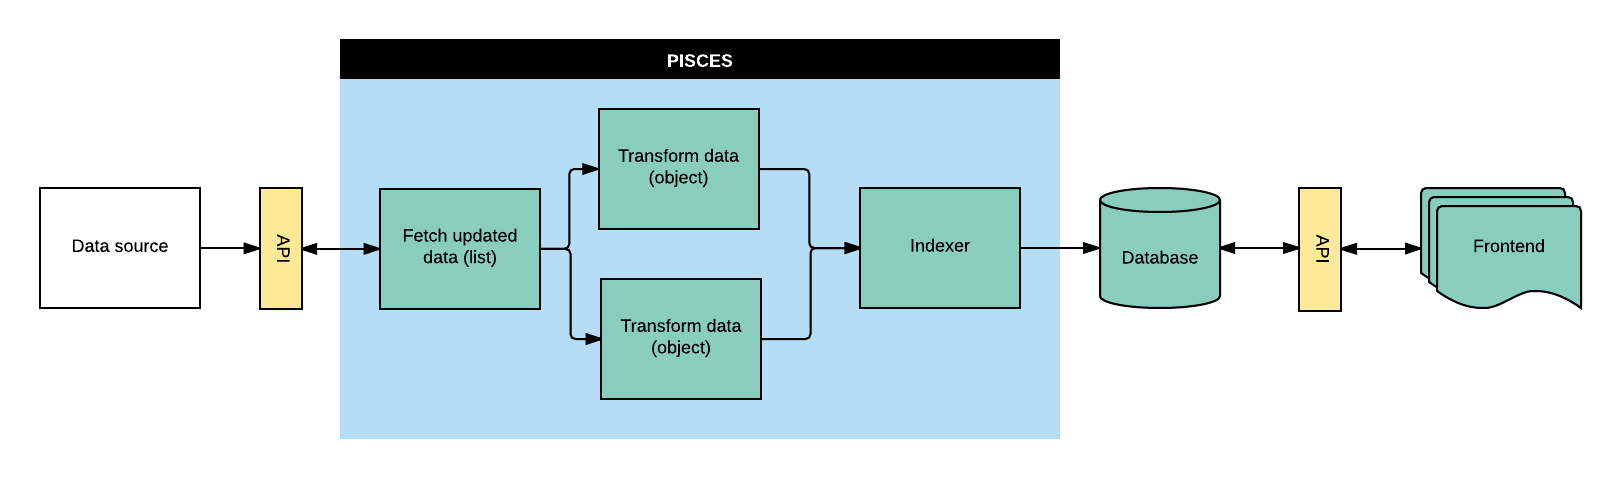 PISCES
Data source
API
Fetch updated
data (list)
Transform data
(object)
Transform data
(object)
Indexer
Database
API
Frontend